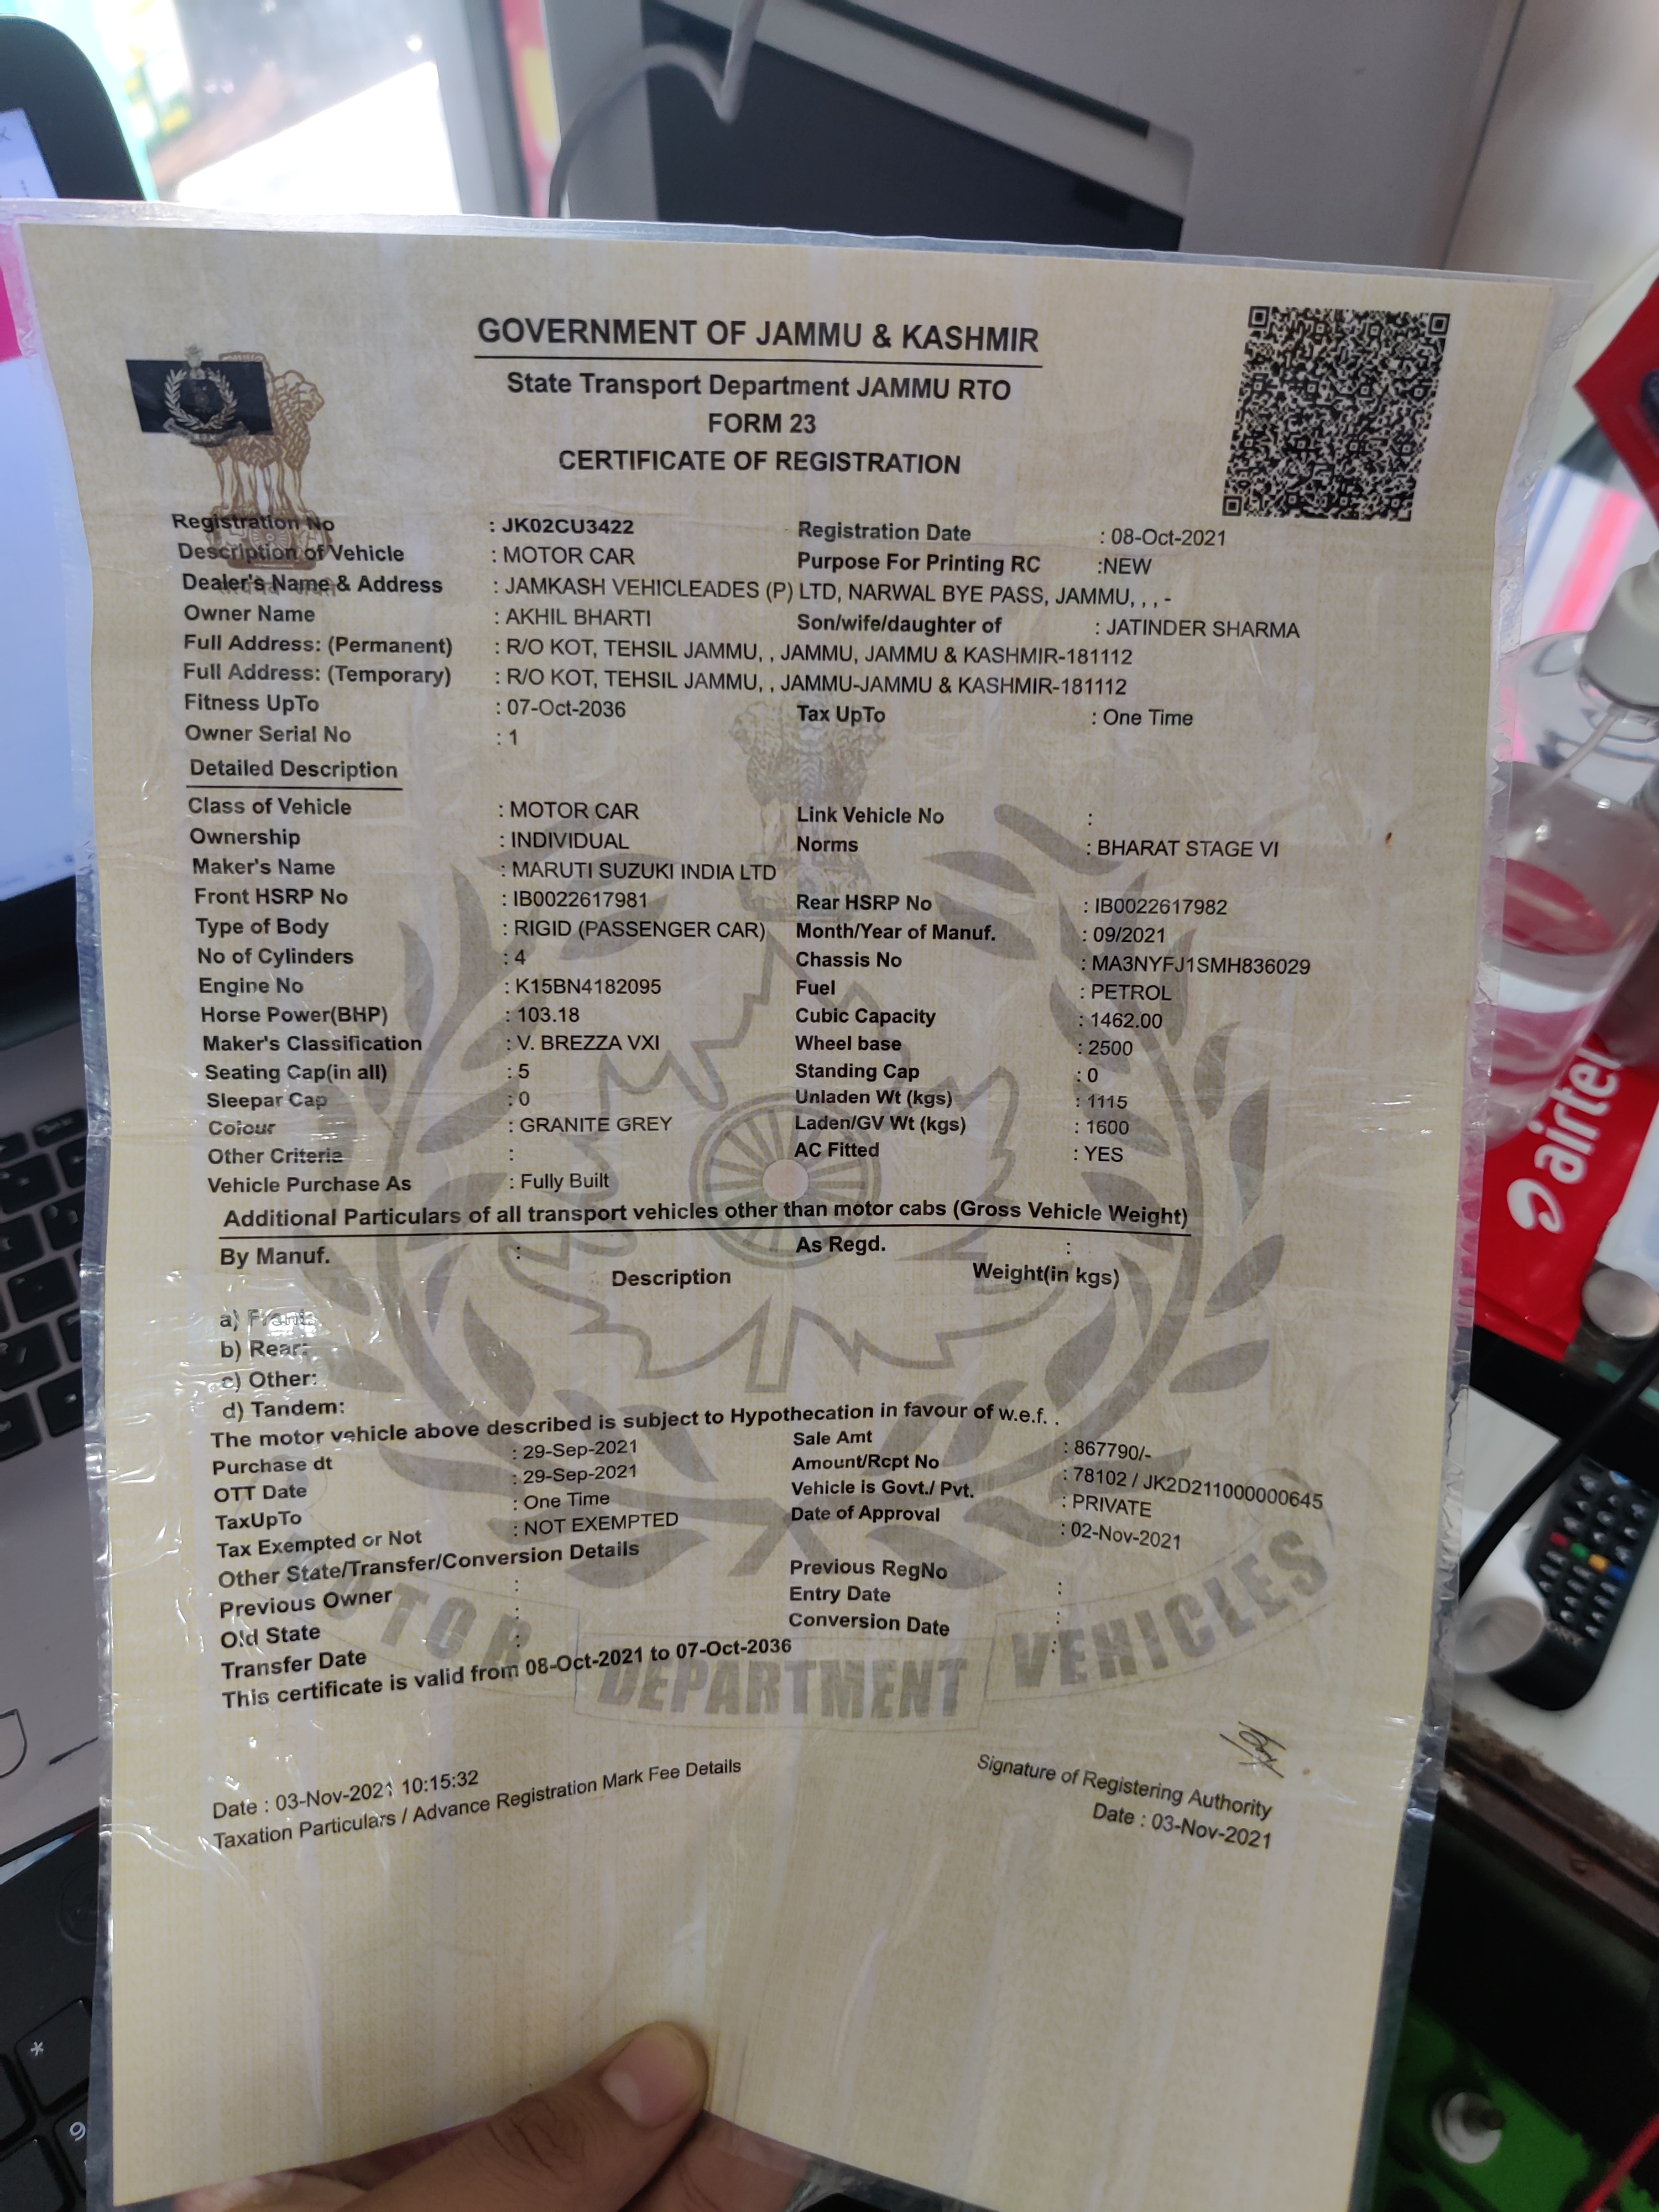 GOVERNMENT OF JAMMU & KASHMIR
State Transport Department JAMMU RTO
FORM 23
CERTIFICATE OF REGISTRATION
Registration No : JK02CU3422 Registration Date : 08-Oct-2021
Description of Vehicle : MOTOR CAR Purpose For Printing RC :NEW
Dealer's Name & Address : JAMKASH VEHICLEADES (P) LTD, NARWAL BYE PASS, JAMMU, , , -
Owner Name : AKHIL BHARTI Son/wife/daughter of : JATINDER SHARMA
Full Address: (Permanent) : R/O KOT, TEHSIL JAMMU, , JAMMU, JAMMU & KASHMIR-181112
Full Address: (Temporary) : R/O KOT, TEHSIL JAMMU, , JAMMU-JAMMU & KASHMIR-181112
Fitness UpTo : 07-Oct-2036 Tax UpTo : One Time
Owner Serial No : 1
Detailed Description
Class of Vehicle : MOTOR CAR Link Vehicle No :
Ownership : INDIVIDUAL Norms : BHARAT STAGE VI
Maker's Name : MARUTI SUZUKI INDIA LTD
Front HSRP No : IB0022617981 Rear HSRP No : IB0022617982
Type of Body : RIGID (PASSENGER CAR) Month/Year of Manuf. : 09/2021
No of Cylinders : 4 Chassis No : MA3NYFJ1SMH836029
Engine No : K15BN4182095 Fuel : PETROL
Horse Power(BHP) : 103.18 Cubic Capacity : 1462.00
Maker's Classification : V. BREZZA VXI Wheel base : 2500
Seating Cap(in all) : 5 Standing Cap : 0
Sleepar Cap : 0 Unladen Wt (kgs) : 1115
Colour : GRANITE GREY Laden/GV Wt (kgs) : 1600
Other Criteria : AC Fitted : YES
Vehicle Purchase As : Fully Built
Additional Particulars of all transport vehicles other than motor cabs (Gross Vehicle Weight)
By Manuf. : As Regd. :
Description Weight(in kgs)
a) Front:
b) Rear:
c) Other:
d) Tandem:
The motor vehicle above described is subject to Hypothecation in favour of w.e.f. .
Purchase dt : 29-Sep-2021 Sale Amt : 867790/-
OTT Date : 29-Sep-2021 Amount/Rcpt No : 78102 / JK2D211000000645
TaxUpTo : One Time Vehicle is Govt./ Pvt. : PRIVATE
Tax Exempted or Not : NOT EXEMPTED Date of Approval : 02-Nov-2021
Other State/Transfer/Conversion Details
Previous Owner : Previous RegNo :
Old State : Entry Date :
Transfer Date : Conversion Date :
This certificate is valid from 08-Oct-2021 to 07-Oct-2036
DEPARTMENT VEHICLES
Date : 03-Nov-2021 10:15:32
Taxation Particulars / Advance Registration Mark Fee Details
Signature of Registering Authority
Date : 03-Nov-2021
airtel